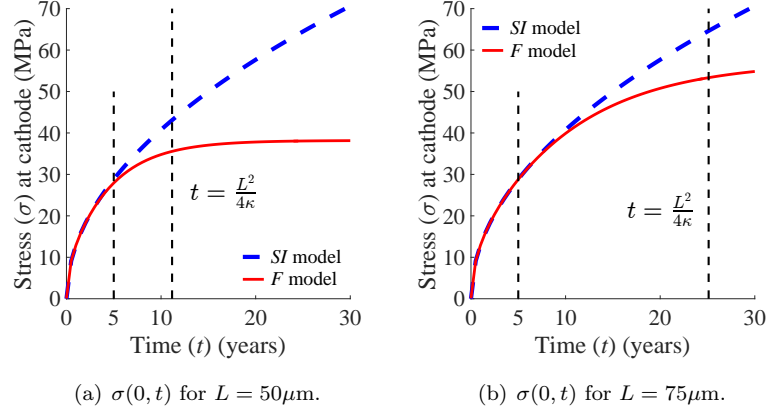 Stress (σ) at cathode (MPa)
70
60
50
40
30
20
10
0
t = L²/4κ
SI model
F model
0 5 10 20 30
Time (t) (years)
(a) σ(0, t) for L = 50μm.
Stress (σ) at cathode (MPa)
70
60
50
40
30
20
10
0
SI model
F model
t = L²/4κ
0 5 10 20 30
Time (t) (years)
(b) σ(0, t) for L = 75μm.